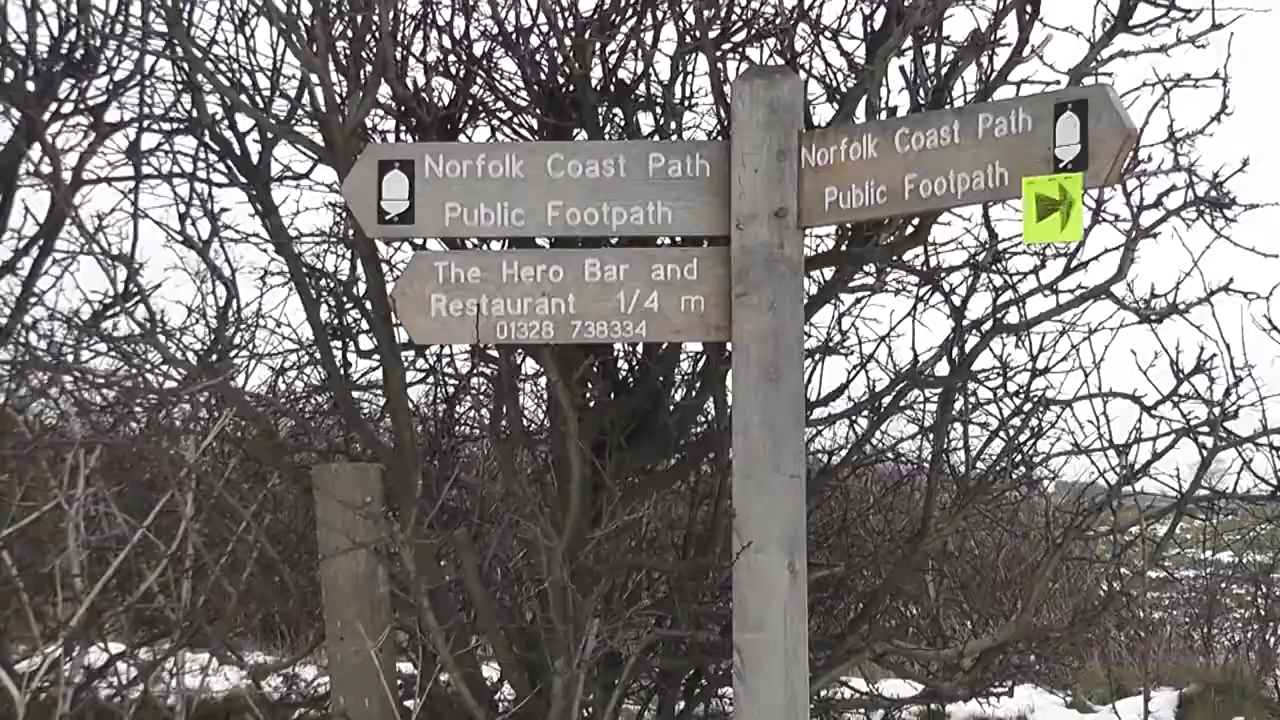 Norfolk Coast Path
Public Footpath
The Hero Bar and
Restaurant 1/4 m
01328 738334
Norfolk Coast Path
Public Footpath